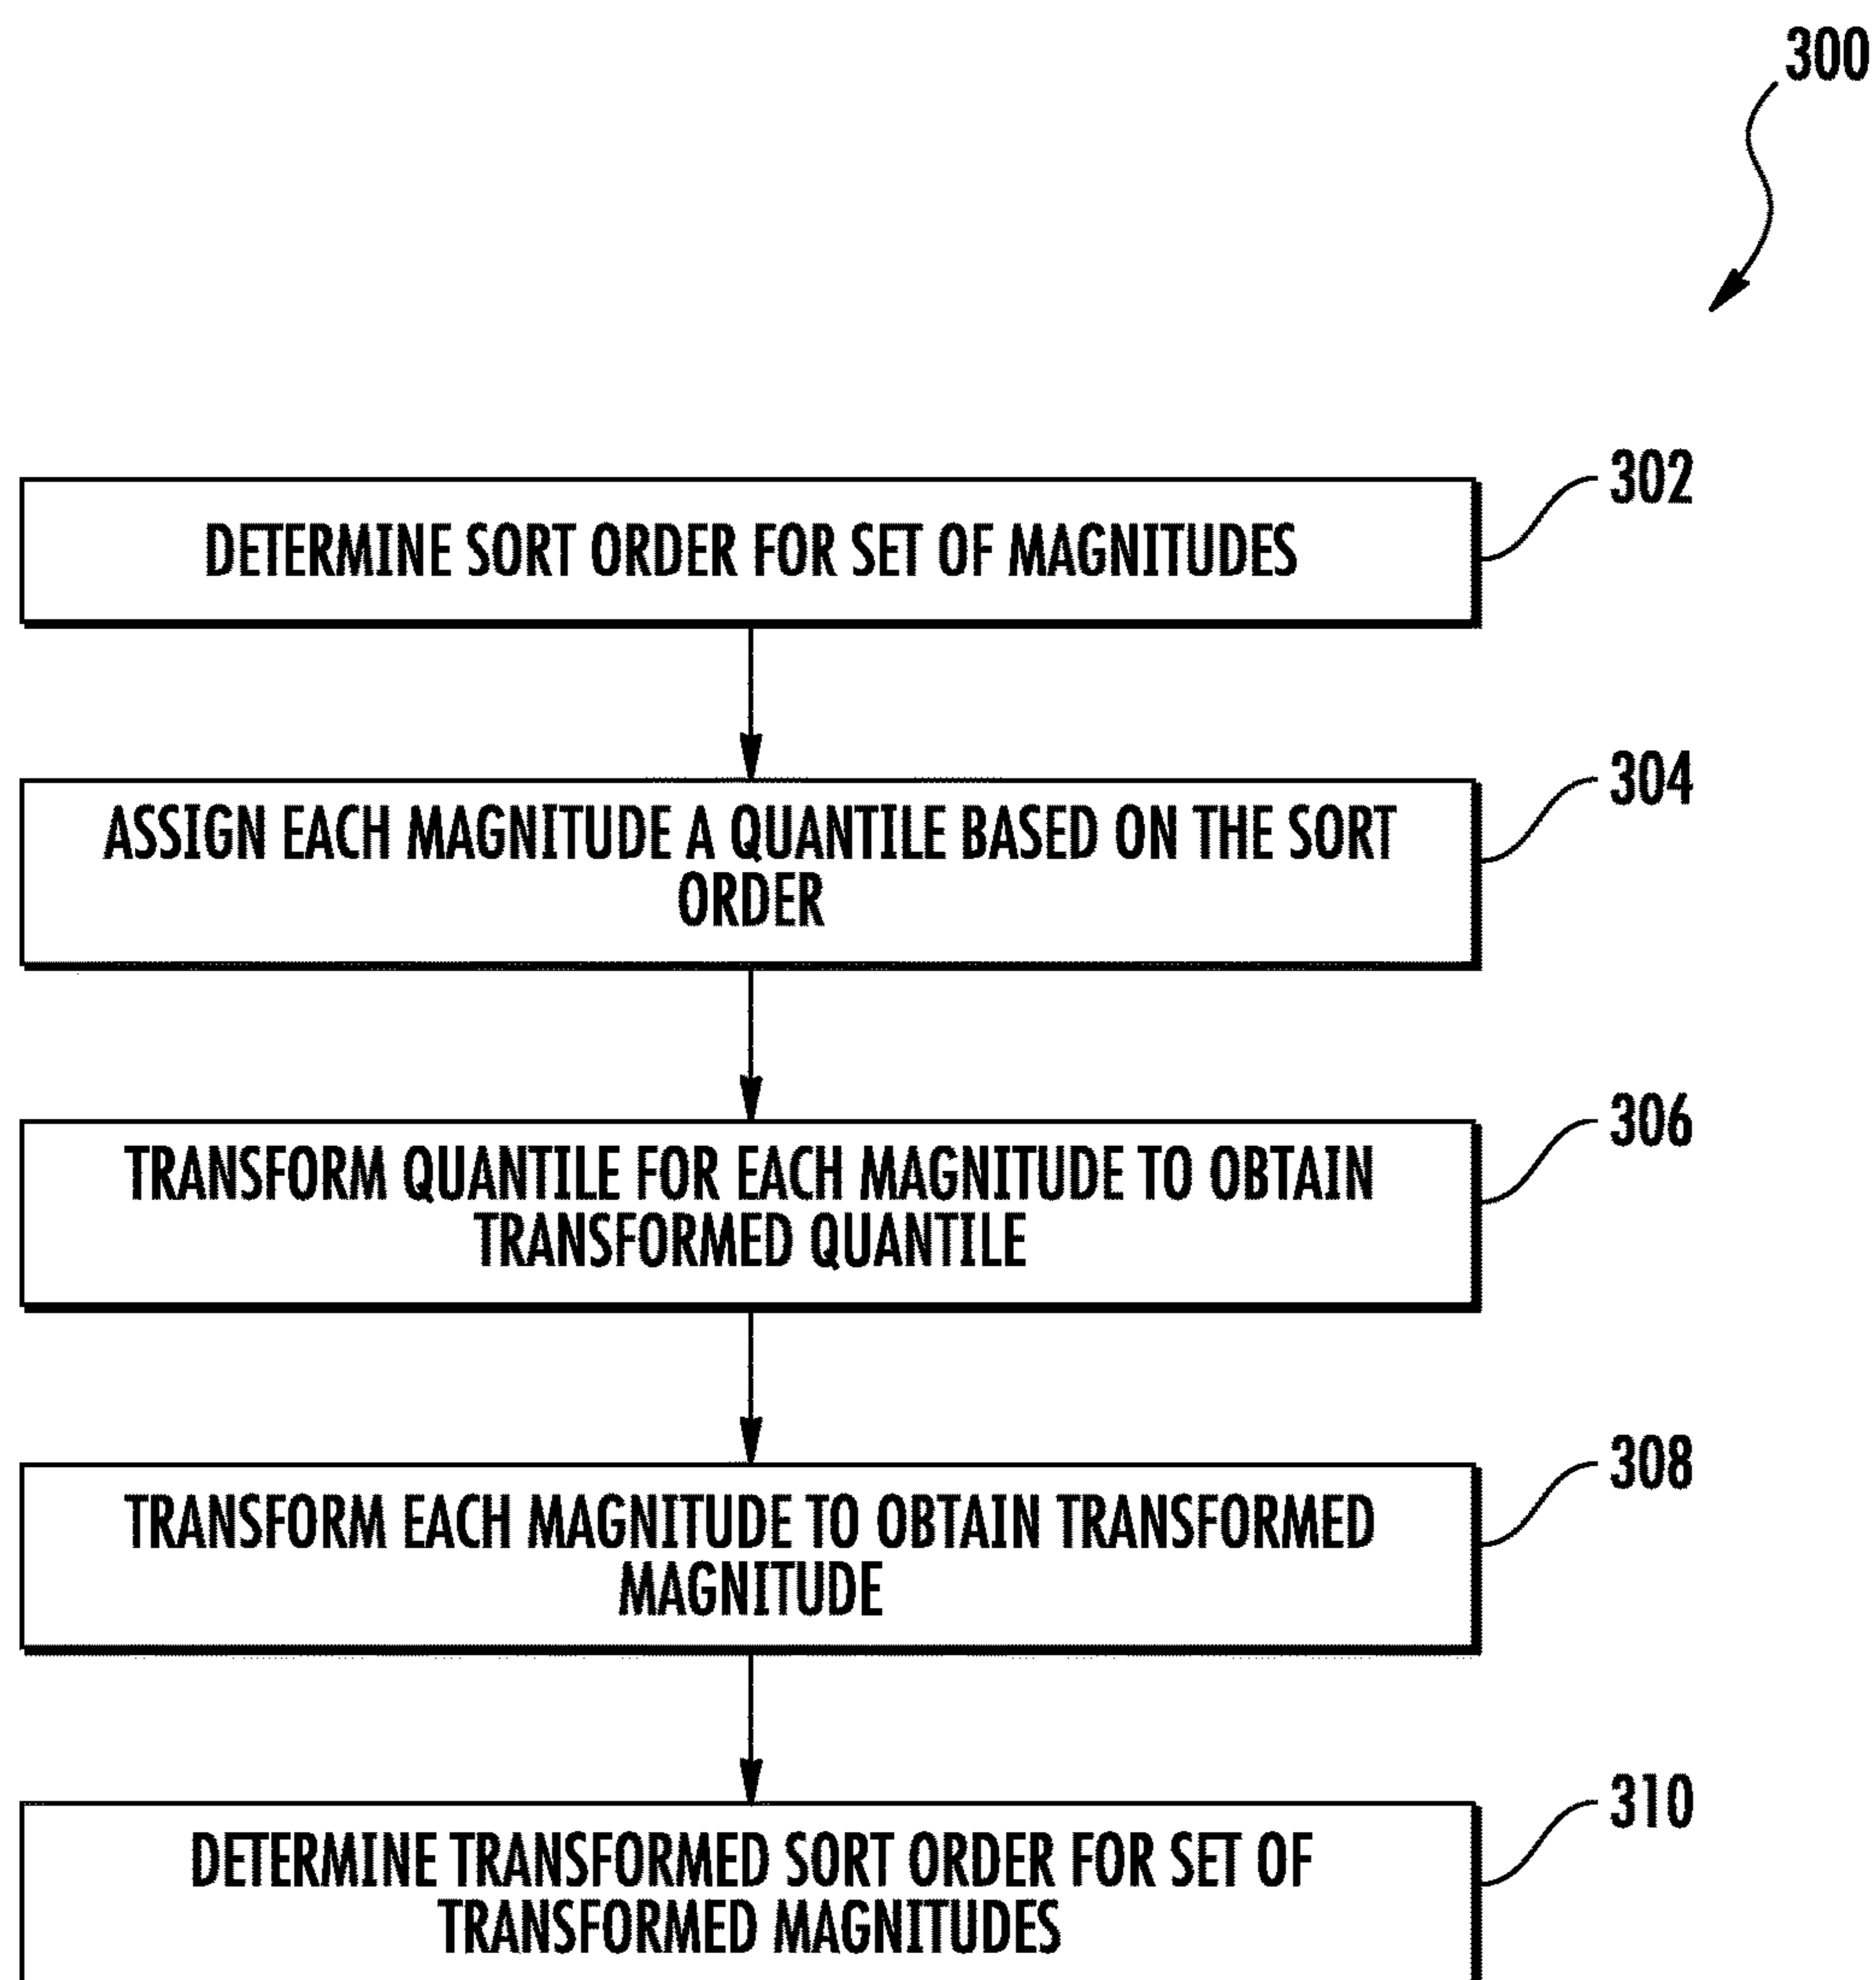 300
302
DETERMINE SORT ORDER FOR SET OF MAGNITUDES
304
ASSIGN EACH MAGNITUDE A QUANTILE BASED ON THE SORT
ORDER
306
TRANSFORM QUANTILE FOR EACH MAGNITUDE TO OBTAIN
TRANSFORMED QUANTILE
308
TRANSFORM EACH MAGNITUDE TO OBTAIN TRANSFORMED
MAGNITUDE
310
DETERMINE TRANSFORMED SORT ORDER FOR SET OF
TRANSFORMED MAGNITUDES